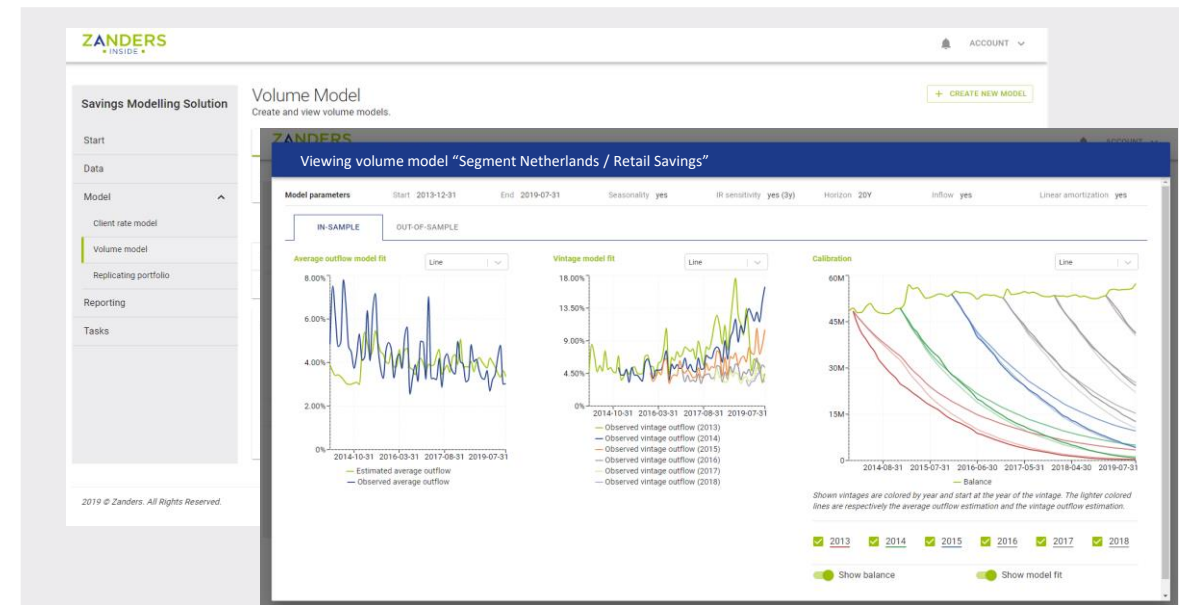 ZANDERS
• INSIDE •
ACCOUNT
Savings Modelling Solution
Start
Data
Model
Client rate model
Volume model
Replicating portfolio
Reporting
Tasks
2019 © Zanders. All Rights Reserved.
Volume Model
Create and view volume models.
+ CREATE NEW MODEL
ZANDERS
ACCOUNT
Viewing volume model “Segment Netherlands / Retail Savings”
Model parameters Start 2013-12-31 End 2019-07-31 Seasonality yes IR sensitivity yes (3y) Horizon 20Y Inflow yes Linear amortization yes
IN-SAMPLE OUT-OF-SAMPLE
Average outflow model fit Line
8.00%
6.00%
4.00%
2.00%
0%
2014-10-31 2016-03-31 2017-08-31 2019-07-31
Estimated average outflow
Observed average outflow
Vintage model fit Line
18.00%
13.50%
9.00%
4.50%
0%
2014-10-31 2016-03-31 2017-08-31 2019-07-31
Observed vintage outflow (2013)
Observed vintage outflow (2014)
Observed vintage outflow (2015)
Observed vintage outflow (2016)
Observed vintage outflow (2017)
Observed vintage outflow (2018)
Calibration Line
60M
45M
30M
15M
0
2014-08-31 2015-07-31 2016-06-30 2017-05-31 2018-04-30 2019-07-31
Balance
Shown vintages are colored by year and start at the year of the vintage. The lighter colored
lines are respectively the average outflow estimation and the vintage outflow estimation.
2013 2014 2015 2016 2017 2018
Show balance Show model fit